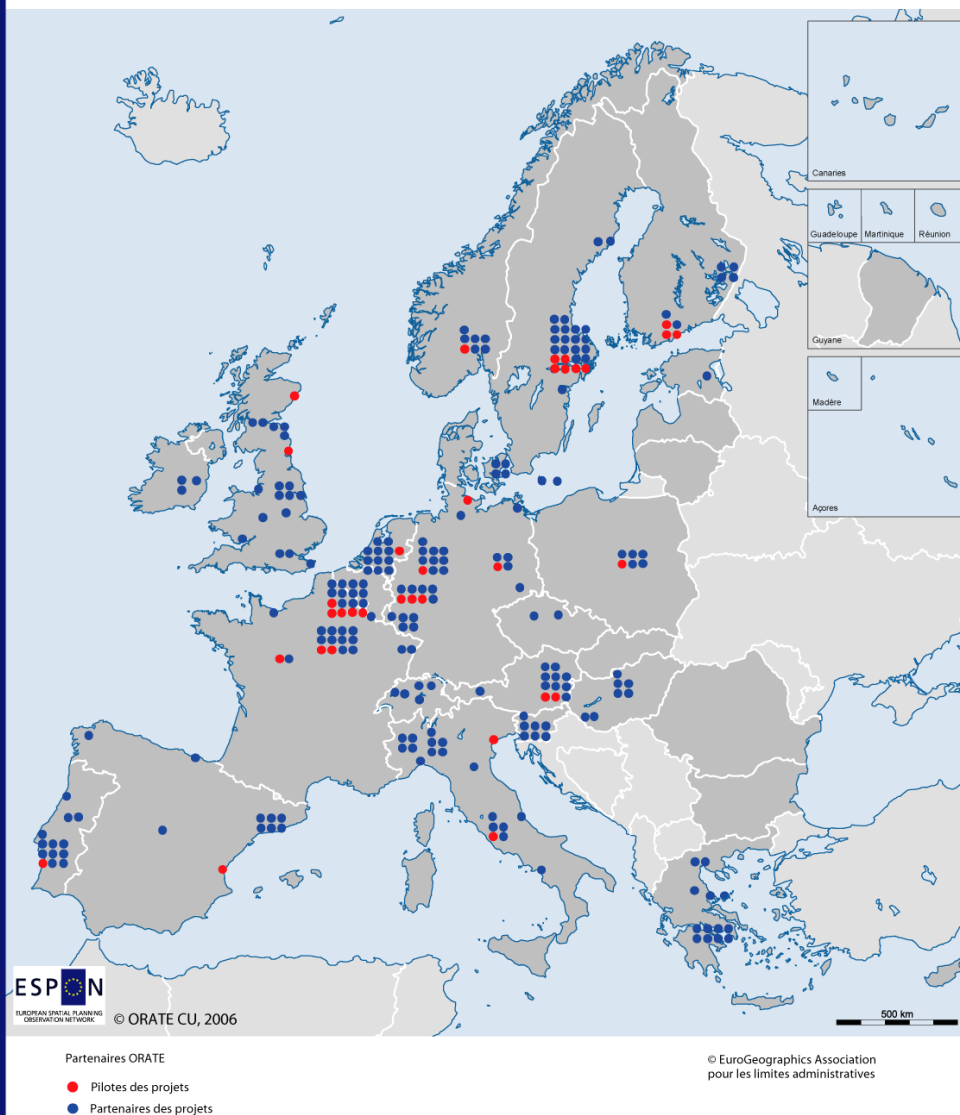 Canaries
Guadeloupe
Martinique
Réunion
Guyane
Madère
Açores
ESPON
EUROPEAN SPATIAL PLANNING
OBSERVATION NETWORK
© ORATE CU, 2006
500 km
Partenaires ORATE
Pilotes des projets
Partenaires des projets
© EuroGeographics Association
pour les limites administratives